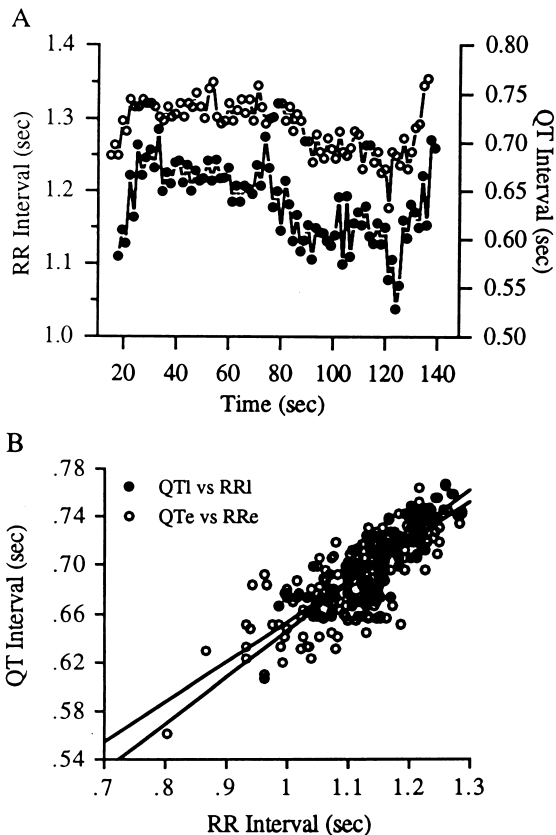 A
RR Interval (sec)
1.4
1.3
1.2
1.1
1.0
0.80
0.75
0.70
0.65
0.60
0.55
0.50
QT Interval (sec)
20 40 60 80 100 120 140
Time (sec)
B
QT Interval (sec)
.78
.74
.70
.66
.62
.58
.54
QTl vs RRl
QTe vs RRe
.7 .8 .9 1 1.1 1.2 1.3
RR Interval (sec)